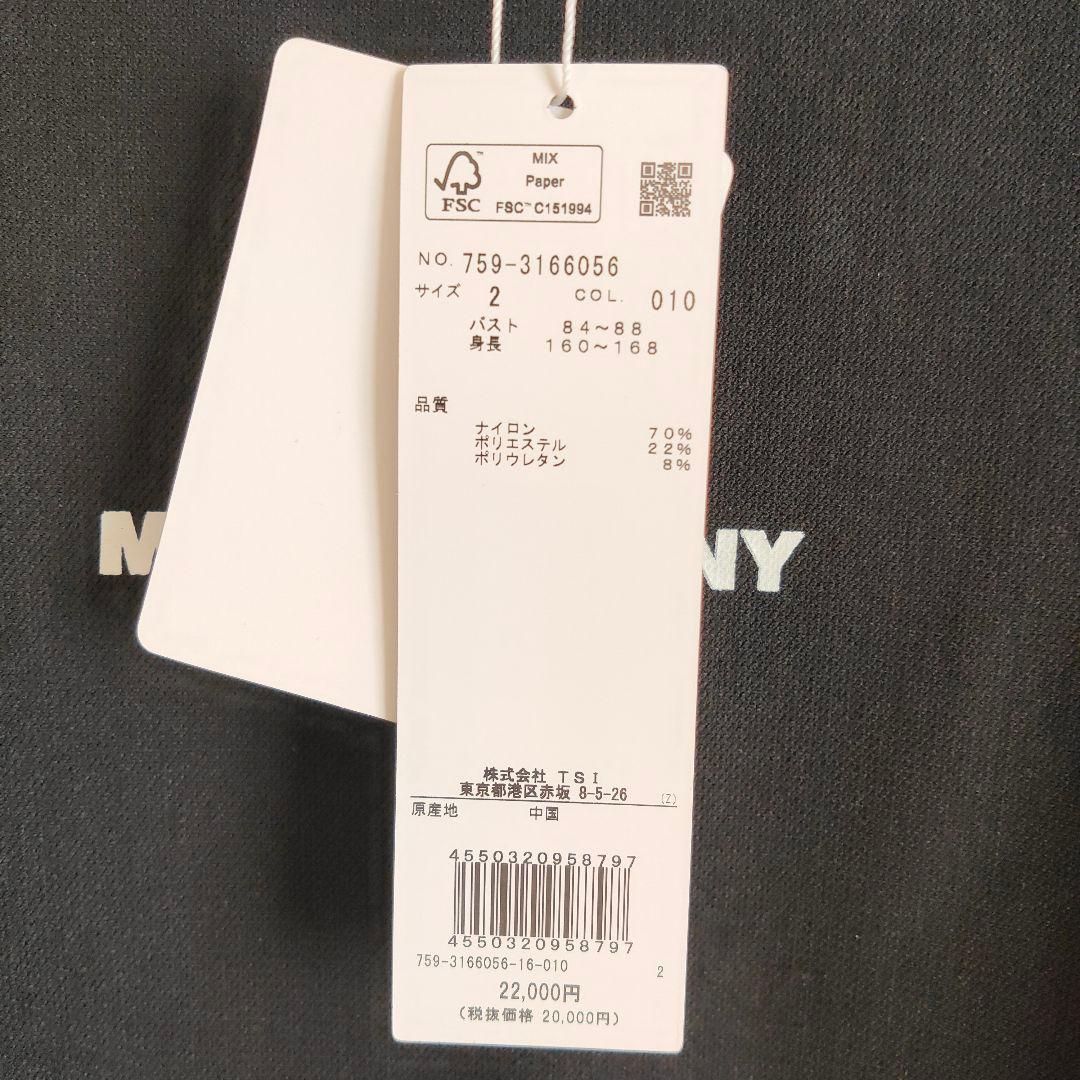 MIX
Paper
FSC™ FSC™ C151994
NO. 759-3166056
サイズ 2 COL. 010
バスト 84~88
身長 160~168
品質
ナイロン 70%
ポリエステル 22%
ポリウレタン 8%
M NY
株式会社 TSI
東京都港区赤坂 8-5-26 (Z)
原産地 中国
4550320958797
4550320958797
759-3166056-16-010 2
22,000円
(税抜価格 20,000円)